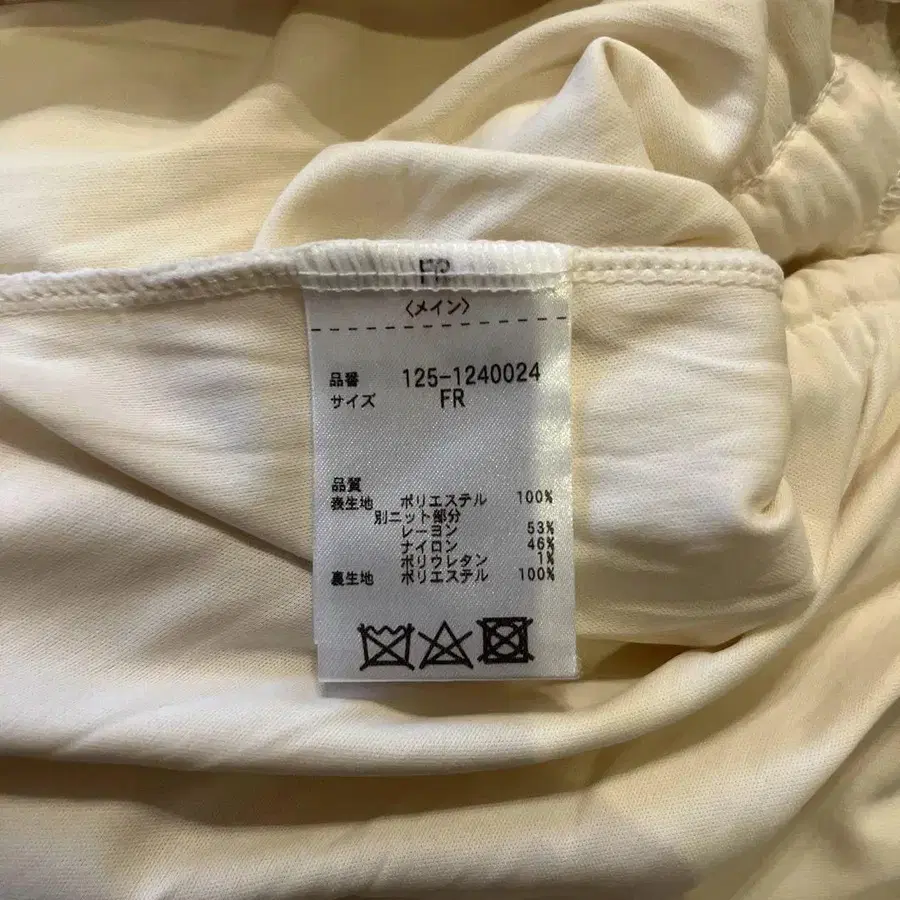 FR
〈メイン〉
品番 125-1240024
サイズ FR
品質
表生地 ポリエステル 100%
別ニット部分
レーヨン 53%
ナイロン 46%
ポリウレタン 1%
裏生地 ポリエステル 100%